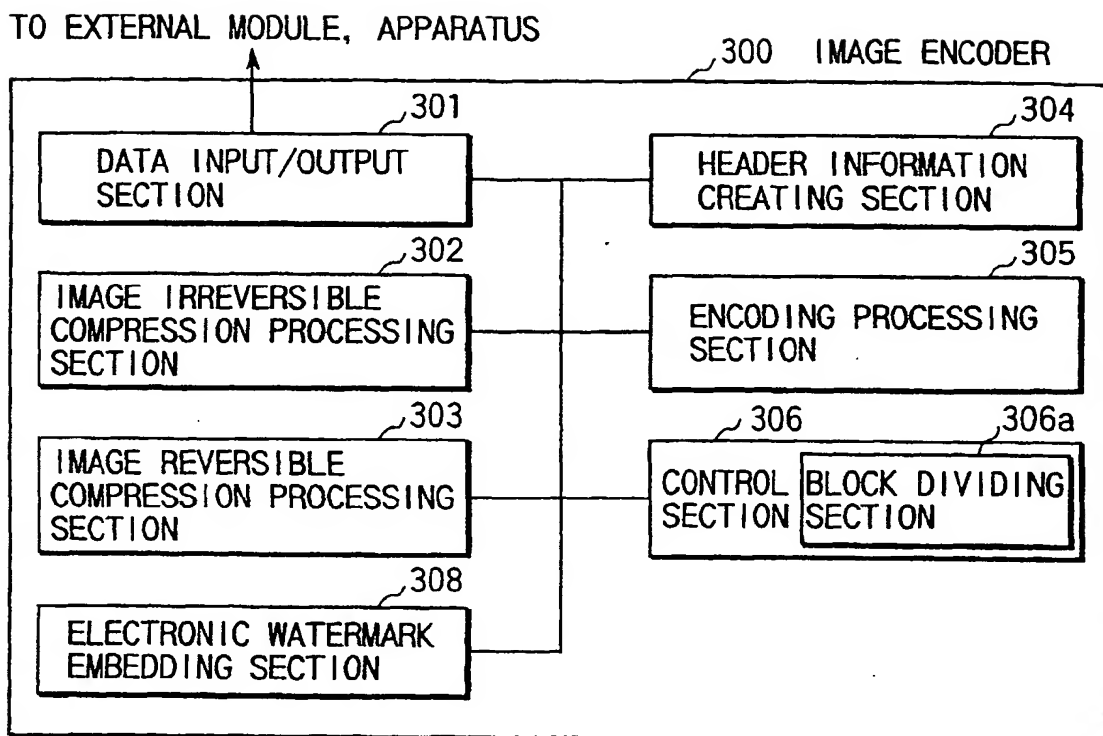 TO EXTERNAL MODULE, APPARATUS
300 IMAGE ENCODER
301
DATA INPUT/OUTPUT
SECTION
304
HEADER INFORMATION
CREATING SECTION
302
IMAGE IRREVERSIBLE
COMPRESSION PROCESSING
SECTION
305
ENCODING PROCESSING
SECTION
303
IMAGE REVERSIBLE
COMPRESSION PROCESSING
SECTION
306
CONTROL
SECTION
306a
BLOCK DIVIDING
SECTION
308
ELECTRONIC WATERMARK
EMBEDDING SECTION